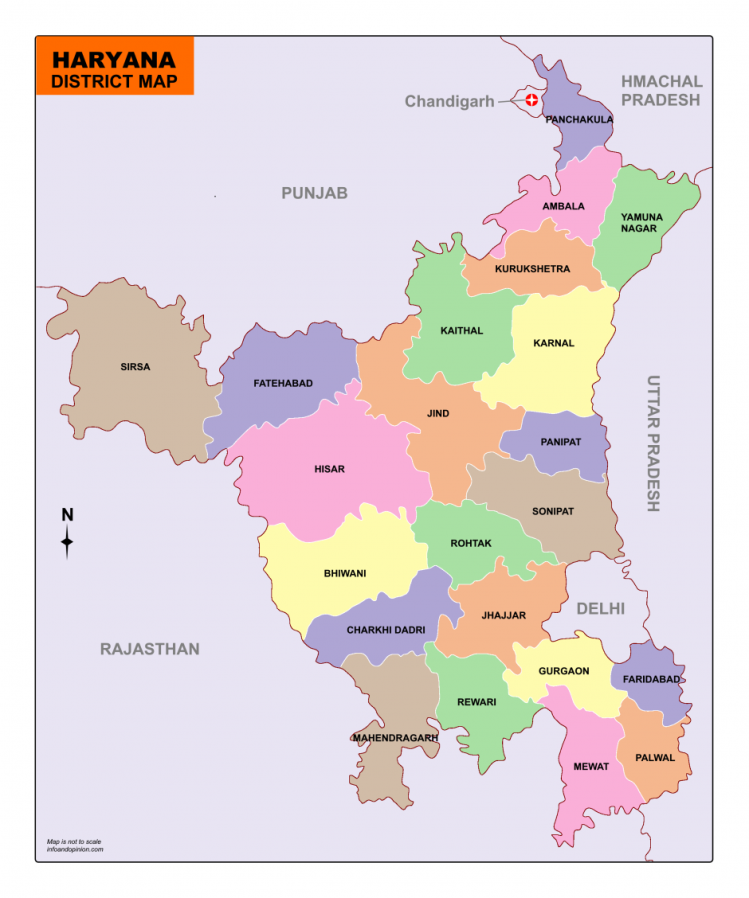 HARYANA
DISTRICT MAP
HMACHAL
PRADESH
Chandigarh
PANCHAKULA
PUNJAB
AMBALA
YAMUNA
NAGAR
KURUKSHETRA
KAITHAL
KARNAL
SIRSA
FATEHABAD
JIND
UTTAR PRADESH
PANIPAT
HISAR
SONIPAT
N
ROHTAK
BHIWANI
DELHI
JHAJJAR
CHARKHI DADRI
RAJASTHAN
GURGAON
FARIDABAD
REWARI
MAHENDRAGARH
PALWAL
MEWAT
Map is not to scale
infoandopinion.com